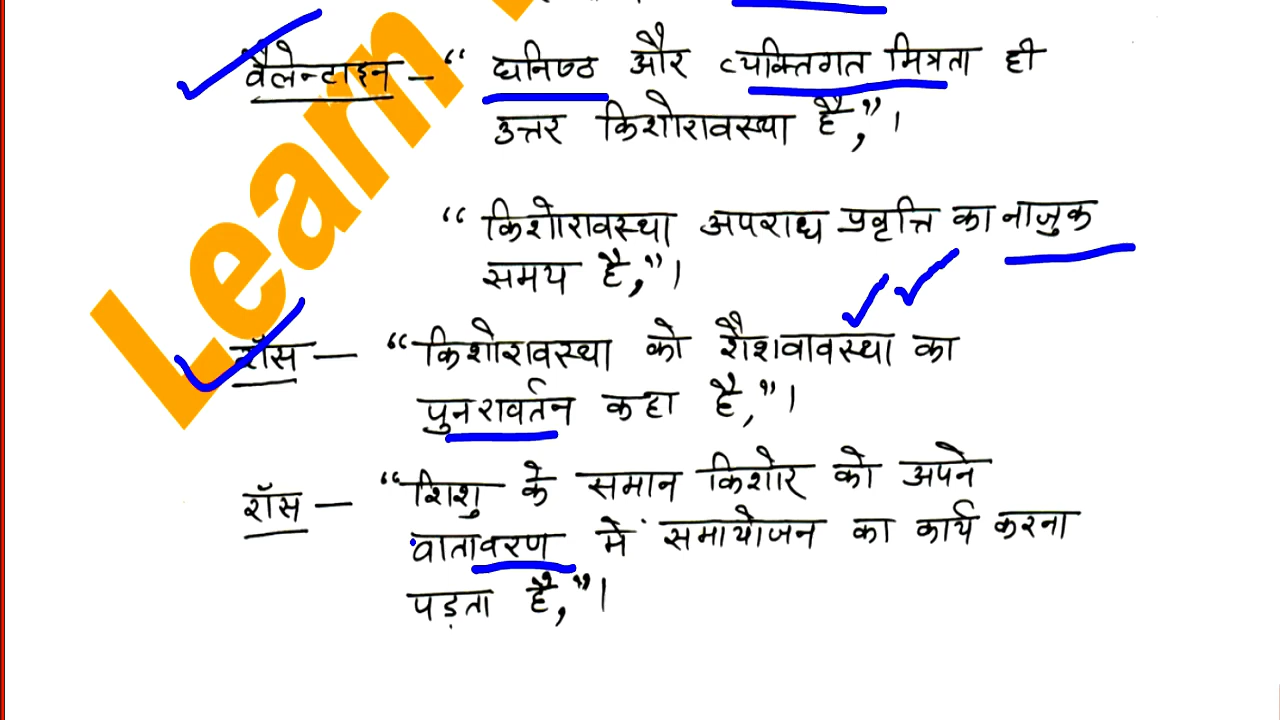 वैलेन्टाइन – “ घनिष्ठ और व्यक्तिगत मित्रता ही
उत्तर किशोरावस्था है,”।
“ किशोरावस्था अपराध प्रवृत्ति का नाजुक
समय है,”।
रॉस — “किशोरावस्था को शैशवावस्था का
पुनरावर्तन कहा है,”।
रॉस — “शिशु के समान किशोर को अपने
वातावरण में समायोजन का कार्य करना
पड़ता है,”।
Learn